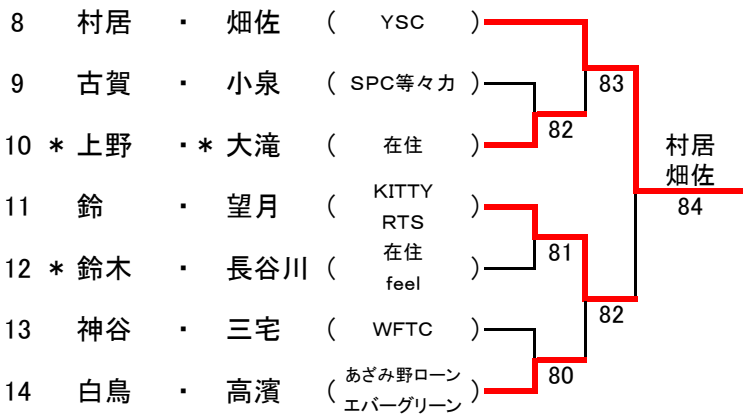 8 村居 ・ 畑佐 ( YSC )
83
9 古賀 ・ 小泉 ( SPC等々力 )
82
10 * 上野 ・* 大滝 ( 在住 )
村居
畑佐
84
11 鈴 ・ 望月 ( KITTY
RTS )
81
12 * 鈴木 ・ 長谷川 ( 在住
feel )
82
13 神谷 ・ 三宅 ( WFTC )
80
14 白鳥 ・ 高濱 ( あざみ野ローン
エバーグリーン )